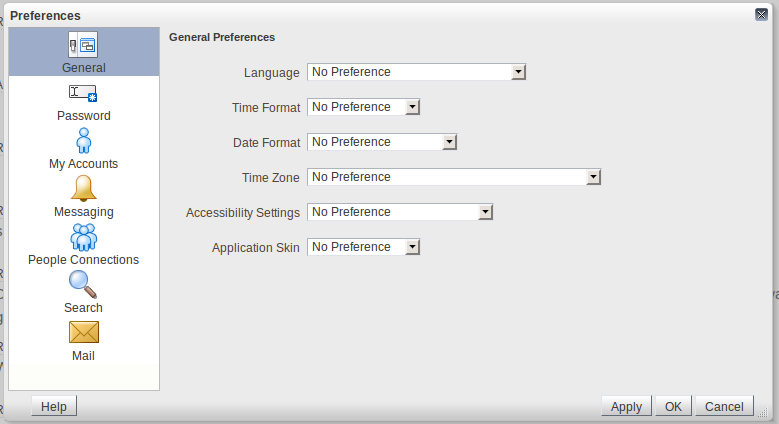 Preferences
General
Password
My Accounts
Messaging
People Connections
Search
Mail
General Preferences
Language No Preference
Time Format No Preference
Date Format No Preference
Time Zone No Preference
Accessibility Settings No Preference
Application Skin No Preference
Help Apply OK Cancel